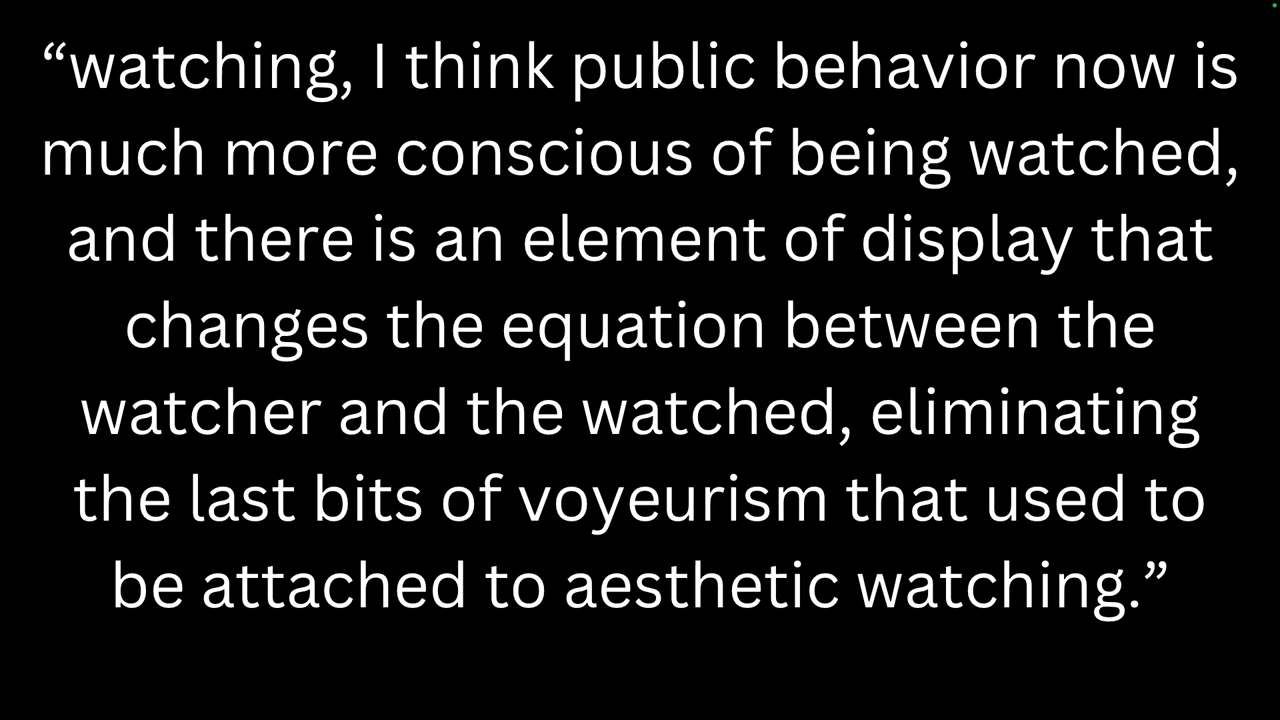 “watching, I think public behavior now is
much more conscious of being watched,
and there is an element of display that
changes the equation between the
watcher and the watched, eliminating
the last bits of voyeurism that used to
be attached to aesthetic watching.”